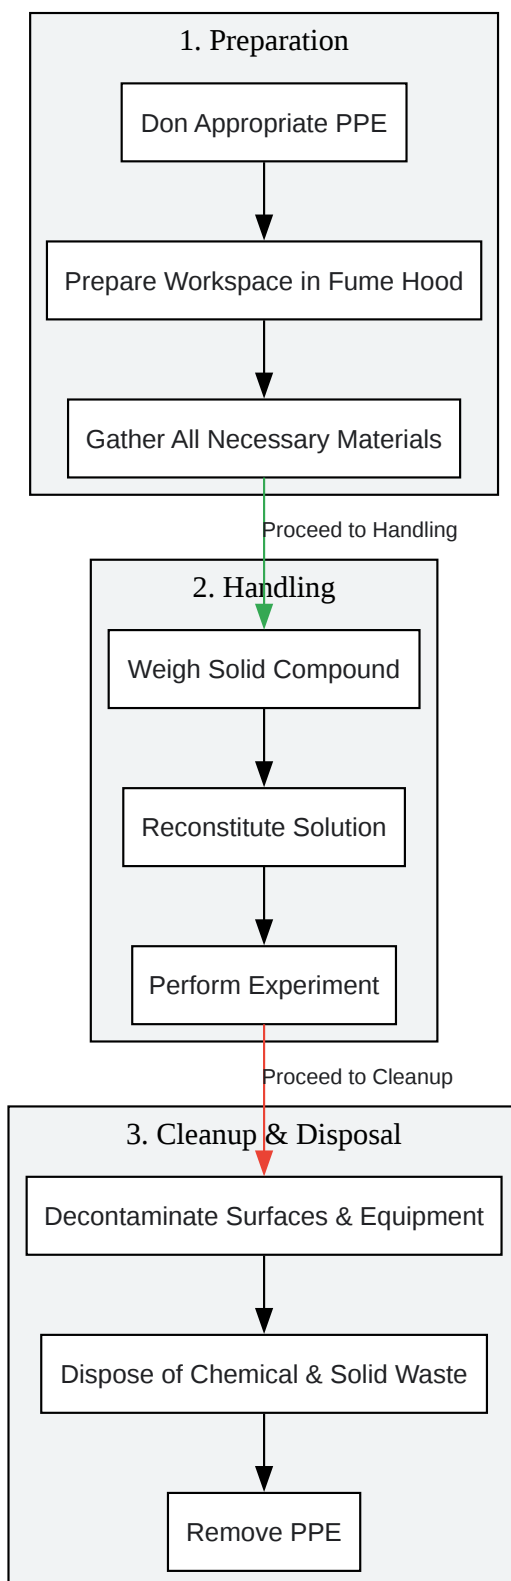 1. Preparation
Don Appropriate PPE
Prepare Workspace in Fume Hood
Gather All Necessary Materials
Proceed to Handling
2. Handling
Weigh Solid Compound
Reconstitute Solution
Perform Experiment
Proceed to Cleanup
3. Cleanup & Disposal
Decontaminate Surfaces & Equipment
Dispose of Chemical & Solid Waste
Remove PPE